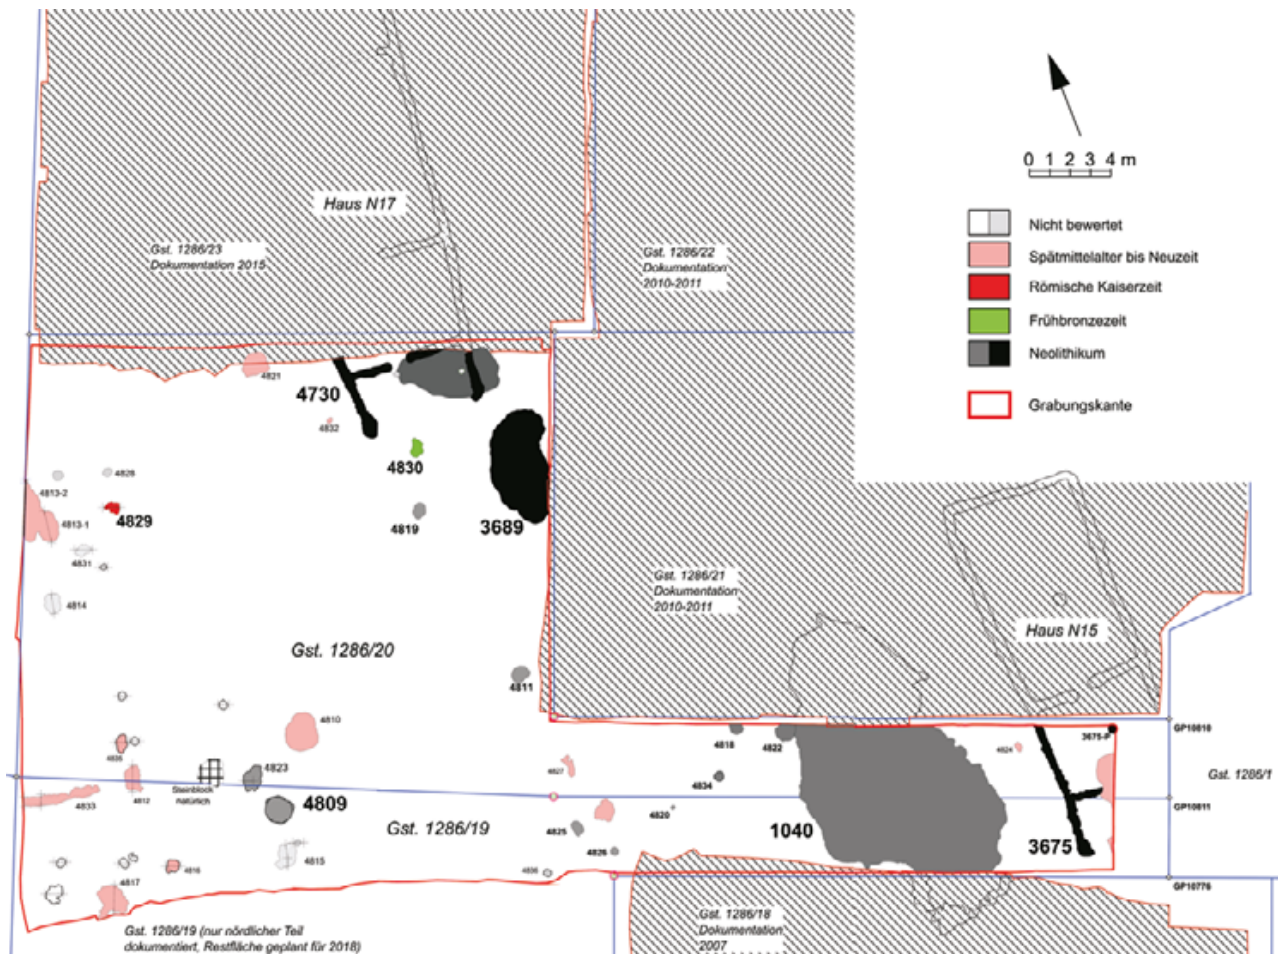 0 1 2 3 4 m
Nicht bewertet
Spätmittelalter bis Neuzeit
Römische Kaiserzeit
Frühbronzezeit
Neolithikum
Grabungskante
Haus N17
Gst. 1286/23
Dokumentation 2015
Gst. 1286/22
Dokumentation
2010-2011
4821
4730
4832
4830
4819
3689
4828
4813-2
4829
4813-1
4831
4814
Gst. 1286/21
Dokumentation
2010-2011
Haus N15
Gst. 1286/20
4811
4810
4823
4812
Steinblock
natürlich
4833
4809
Gst. 1286/19
4815
4816
4817
4827
4825
4826
4820
4834
4818
4822
4824
3675-P
1040
3675
GP10810
GP10811
GP10776
Gst. 1286/1
Gst. 1286/18
Dokumentation
2007
Gst. 1286/19 (nur nördlicher Teil
dokumentiert, Restfläche geplant für 2018)